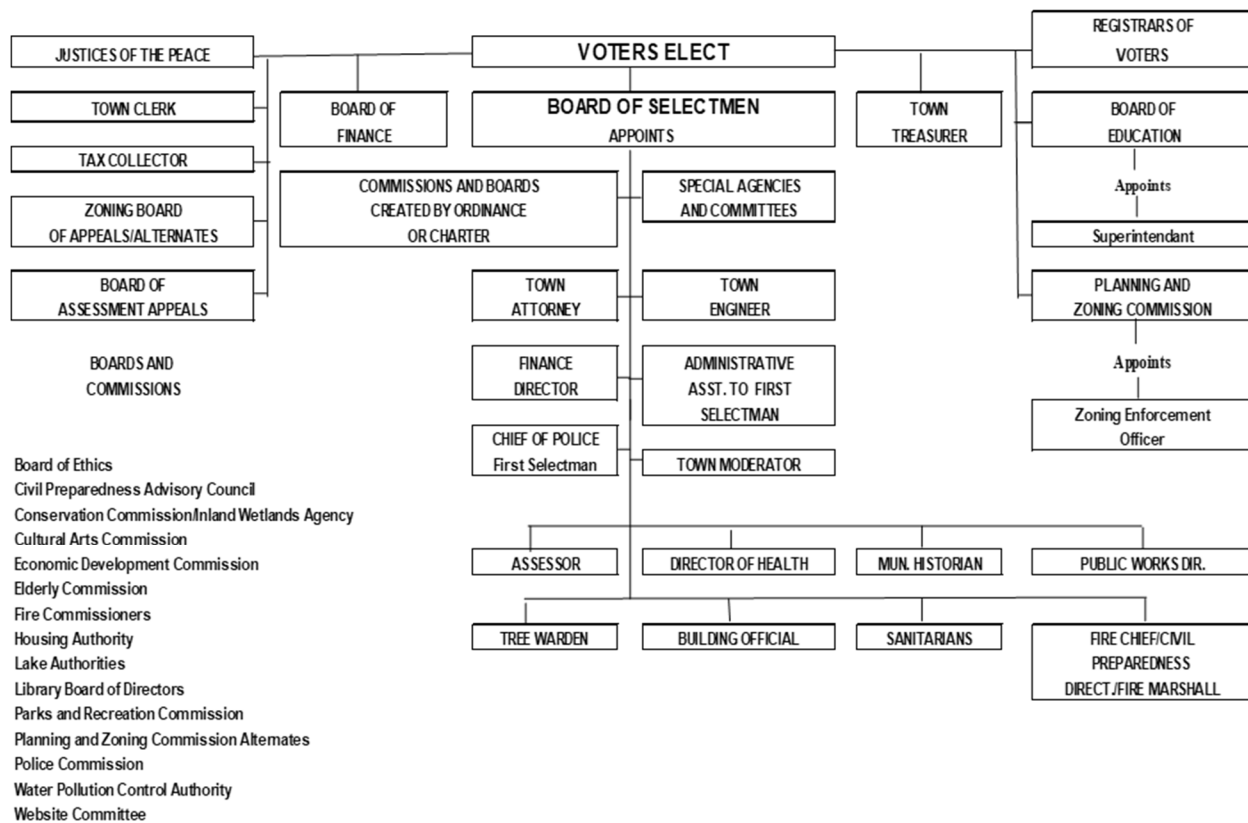 REGISTRARS OF
VOTERS
JUSTICES OF THE PEACE
VOTERS ELECT
TOWN CLERK
BOARD OF
FINANCE
BOARD OF SELECTMEN
APPOINTS
TOWN
TREASURER
BOARD OF
EDUCATION
TAX COLLECTOR
COMMISSIONS AND BOARDS
CREATED BY ORDINANCE
OR CHARTER
SPECIAL AGENCIES
AND COMMITTEES
Appoints
ZONING BOARD
OF APPEALS/ALTERNATES
Superintendant
BOARD OF
ASSESSMENT APPEALS
TOWN
ATTORNEY
TOWN
ENGINEER
PLANNING AND
ZONING COMMISSION
BOARDS AND
COMMISSIONS
FINANCE
DIRECTOR
ADMINISTRATIVE
ASST. TO FIRST
SELECTMAN
Appoints
Zoning Enforcement
Officer
CHIEF OF POLICE
First Selectman
TOWN MODERATOR
Board of Ethics
Civil Preparedness Advisory Council
Conservation Commission/Inland Wetlands Agency
Cultural Arts Commission
Economic Development Commission
Elderly Commission
Fire Commissioners
Housing Authority
Lake Authorities
Library Board of Directors
Parks and Recreation Commission
Planning and Zoning Commission Alternates
Police Commission
Water Pollution Control Authority
Website Committee
ASSESSOR
DIRECTOR OF HEALTH
MUN. HISTORIAN
PUBLIC WORKS DIR.
TREE WARDEN
BUILDING OFFICIAL
SANITARIANS
FIRE CHIEF/CIVIL
PREPAREDNESS
DIRECT./FIRE MARSHALL